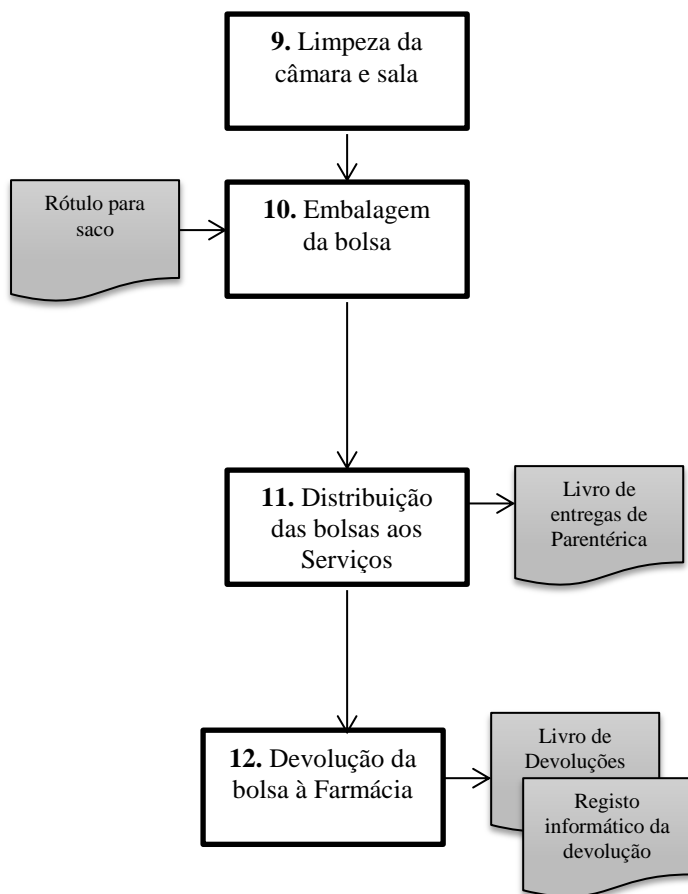 9. Limpeza da
câmara e sala
Rótulo para
saco
10. Embalagem
da bolsa
11. Distribuição
das bolsas aos
Serviços
Livro de
entregas de
Parentérica
12. Devolução da
bolsa à Farmácia
Livro de
Devoluções
Registo
informático da
devolução